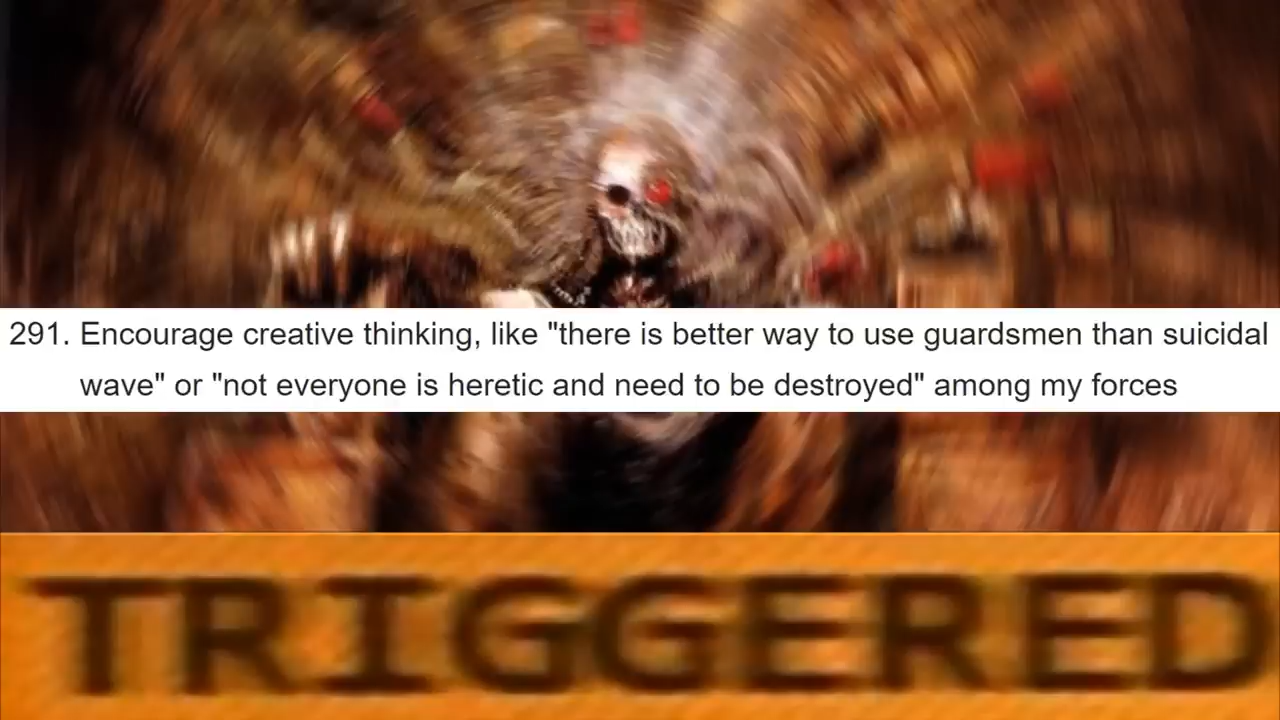 291. Encourage creative thinking, like "there is better way to use guardsmen than suicidal
wave" or "not everyone is heretic and need to be destroyed" among my forces
TRIGGERED